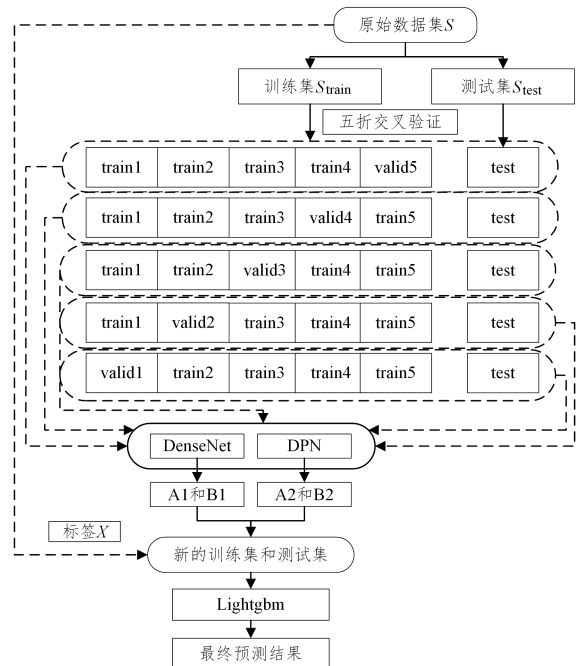 原始数据集S
训练集Strain
测试集Stest
五折交叉验证
train1 train2 train3 train4 valid5 test
train1 train2 train3 valid4 train5 test
train1 train2 valid3 train4 train5 test
train1 valid2 train3 train4 train5 test
valid1 train2 train3 train4 train5 test
DenseNet DPN
A1和B1 A2和B2
标签X
新的训练集和测试集
Lightgbm
最终预测结果